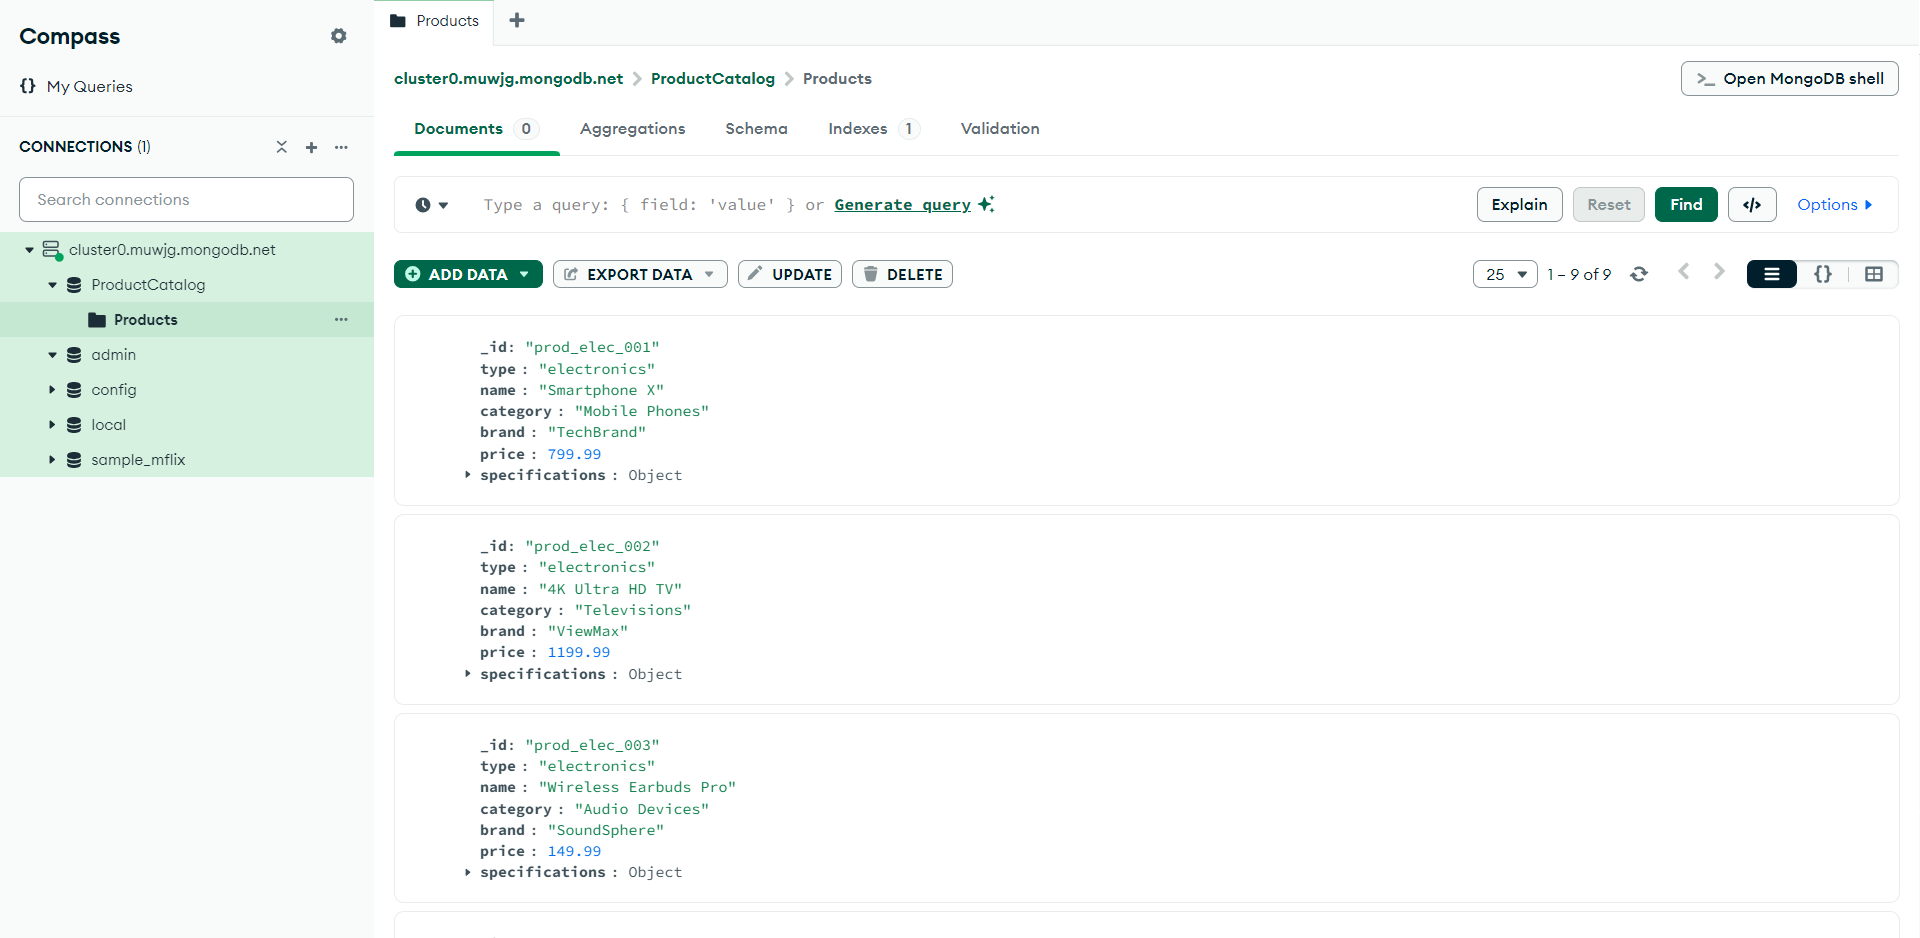 Compass
My Queries
CONNECTIONS (1)
Search connections
cluster0.muwjg.mongodb.net
ProductCatalog
Products
admin
config
local
sample_mflix
Products
cluster0.muwjg.mongodb.net > ProductCatalog > Products
>_ Open MongoDB shell
Documents 0 Aggregations Schema Indexes 1 Validation
Type a query: { field: 'value' } or Generate query
Explain Reset Find </> Options
ADD DATA EXPORT DATA UPDATE DELETE
25 1 – 9 of 9 {}
_id: "prod_elec_001"
type : "electronics"
name : "Smartphone X"
category : "Mobile Phones"
brand : "TechBrand"
price : 799.99
specifications : Object
_id: "prod_elec_002"
type : "electronics"
name : "4K Ultra HD TV"
category : "Televisions"
brand : "ViewMax"
price : 1199.99
specifications : Object
_id: "prod_elec_003"
type : "electronics"
name : "Wireless Earbuds Pro"
category : "Audio Devices"
brand : "SoundSphere"
price : 149.99
specifications : Object